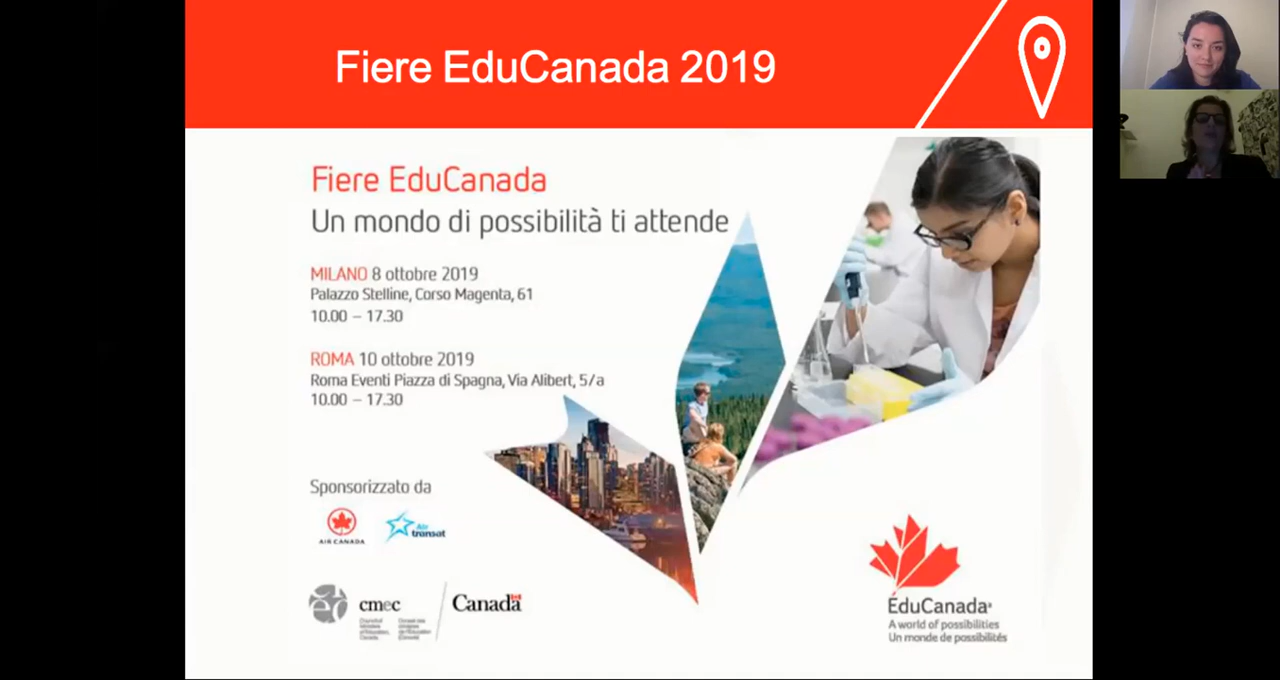 Fiere EduCanada 2019
Fiere EduCanada
Un mondo di possibilità ti attende
MILANO 8 ottobre 2019
Palazzo Stelline, Corso Magenta, 61
10.00 – 17.30
ROMA 10 ottobre 2019
Roma Eventi Piazza di Spagna, Via Alibert, 5/a
10.00 – 17.30
Sponsorizzato da
AIR CANADA
Air transat
cmec
Canada
EduCanada
A world of possibilities
Un monde de possibilités